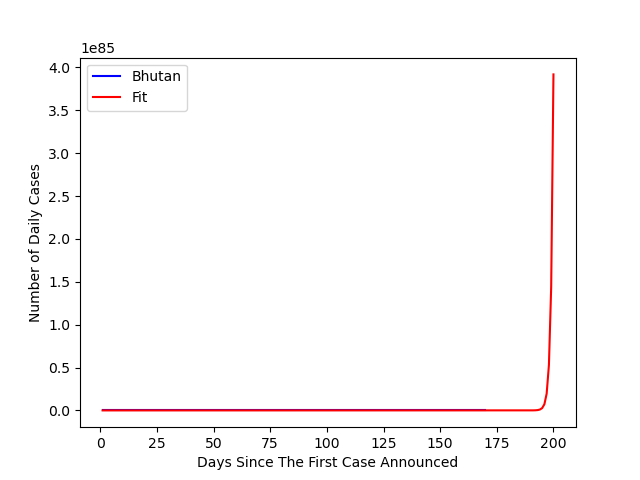 1e85
4.0
3.5
3.0
2.5
2.0
1.5
1.0
0.5
0.0
Number of Daily Cases
Bhutan
Fit
0 25 50 75 100 125 150 175 200
Days Since The First Case Announced